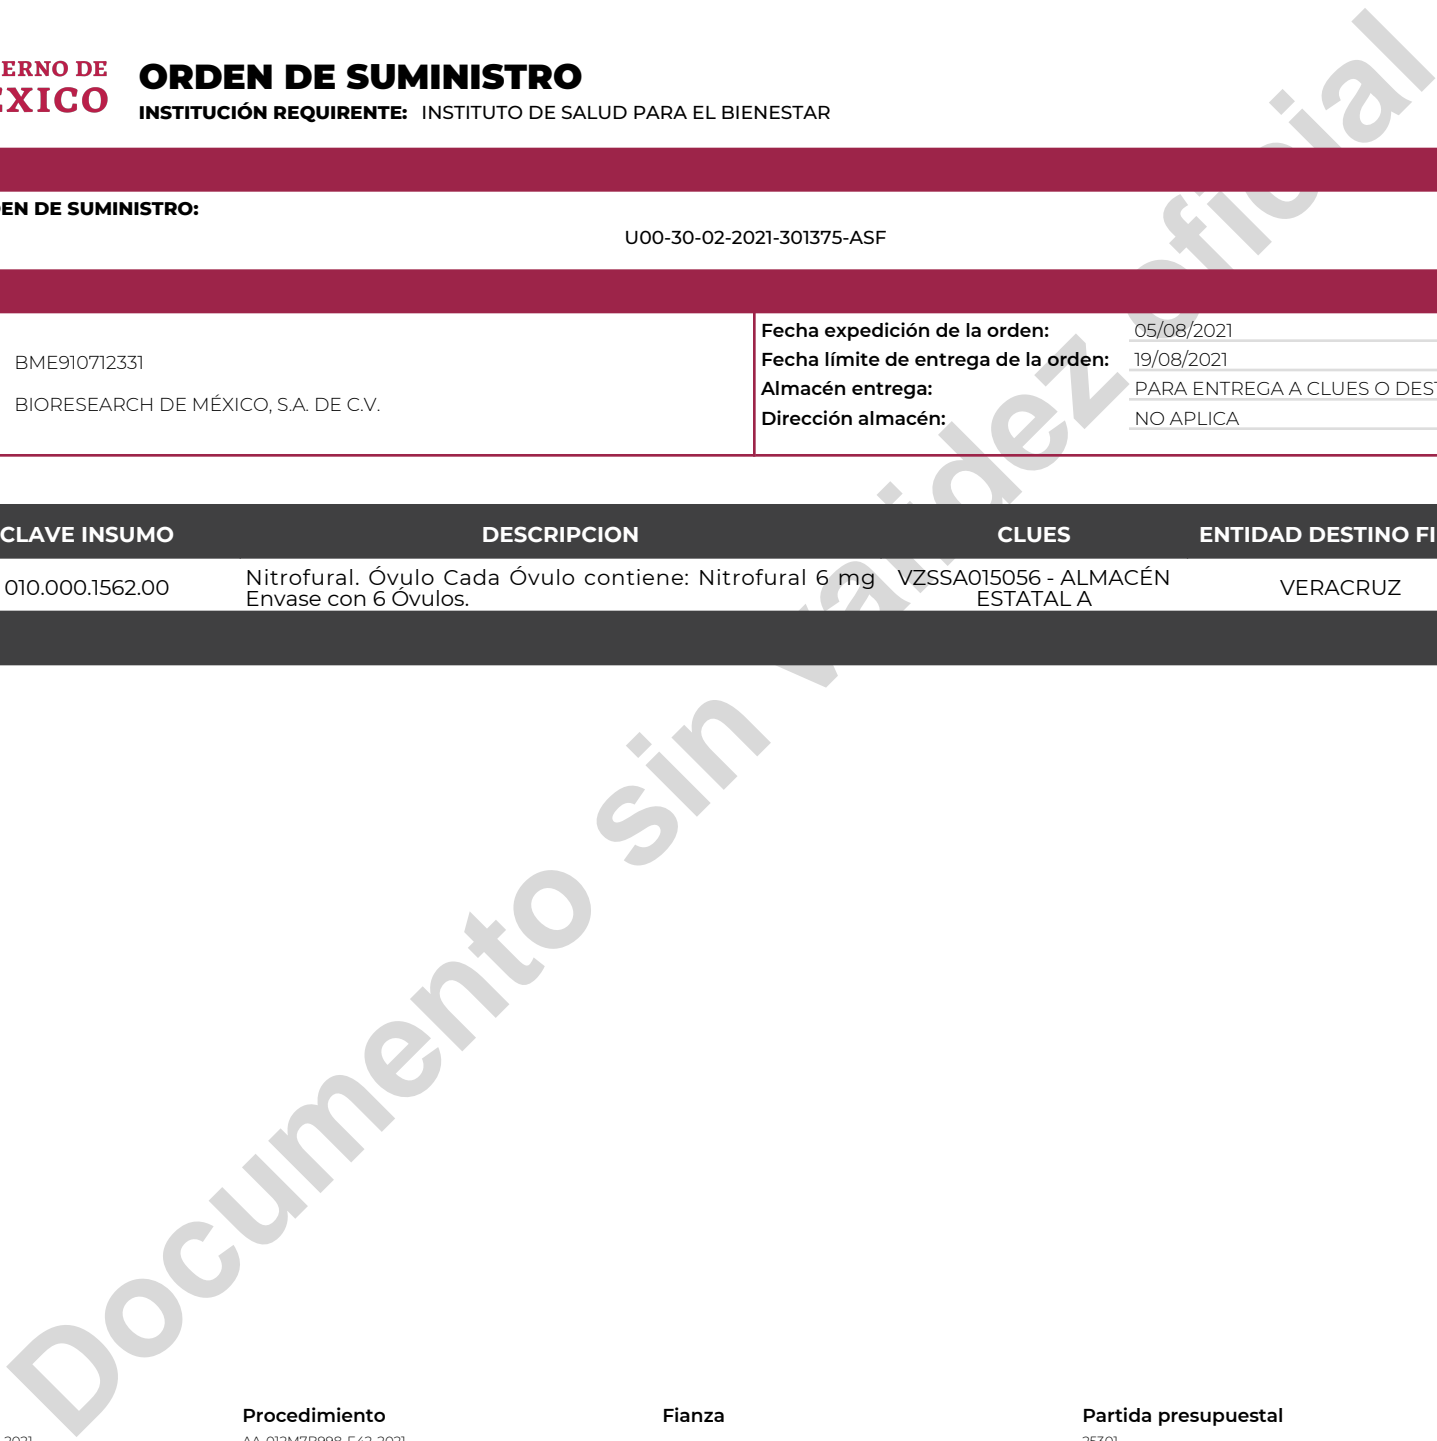 ERNO DE
EXICO
ORDEN DE SUMINISTRO
INSTITUCIÓN REQUIRENTE: INSTITUTO DE SALUD PARA EL BIENESTAR
EN DE SUMINISTRO:
U00-30-02-2021-301375-ASF
BME910712331
BIORESEARCH DE MÉXICO, S.A. DE C.V.
Fecha expedición de la orden: 05/08/2021
Fecha límite de entrega de la orden: 19/08/2021
Almacén entrega: PARA ENTREGA A CLUES O DEST
Dirección almacén: NO APLICA
CLAVE INSUMO DESCRIPCION CLUES ENTIDAD DESTINO FI
010.000.1562.00 Nitrofural. Óvulo Cada Óvulo contiene: Nitrofural 6 mg VZSSA015056 - ALMACÉN VERACRUZ
Envase con 6 Óvulos. ESTATAL A
Documento sin validez oficial
Procedimiento Fianza Partida presupuestal